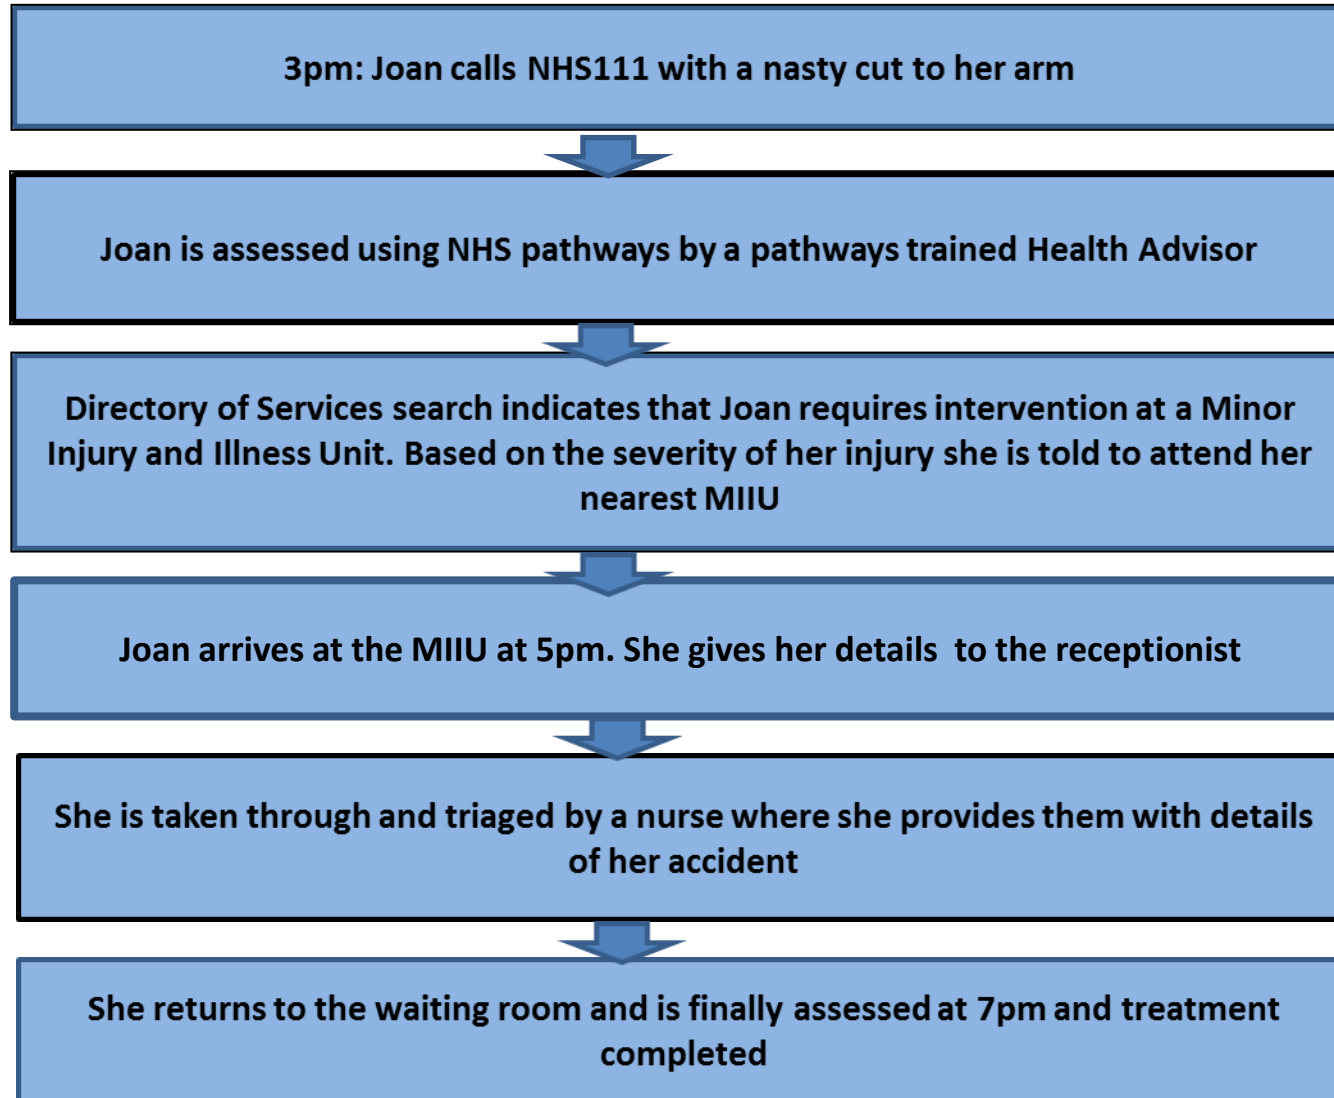 3pm: Joan calls NHS111 with a nasty cut to her arm
Joan is assessed using NHS pathways by a pathways trained Health Advisor
Directory of Services search indicates that Joan requires intervention at a Minor
Injury and Illness Unit. Based on the severity of her injury she is told to attend her
nearest MIIU
Joan arrives at the MIIU at 5pm. She gives her details  to the receptionist
She is taken through and triaged by a nurse where she provides them with details
of her accident
She returns to the waiting room and is finally assessed at 7pm and treatment
completed